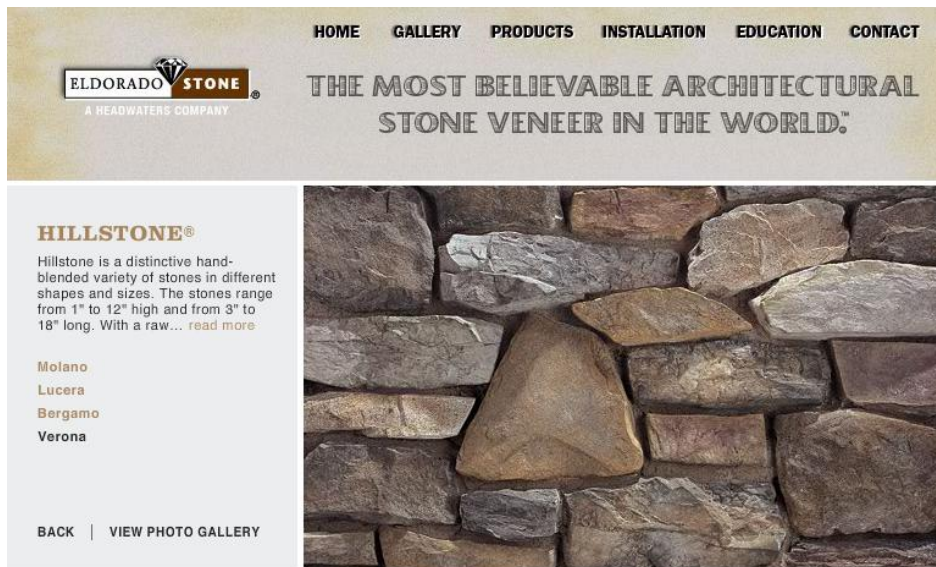 HOME GALLERY PRODUCTS INSTALLATION EDUCATION CONTACT
ELDORADO STONE®
A HEADWATERS COMPANY
THE MOST BELIEVABLE ARCHITECTURAL
STONE VENEER IN THE WORLD.™
HILLSTONE®
Hillstone is a distinctive hand-
blended variety of stones in different
shapes and sizes. The stones range
from 1" to 12" high and from 3" to
18" long. With a raw... read more
Molano
Lucera
Bergamo
Verona
BACK | VIEW PHOTO GALLERY